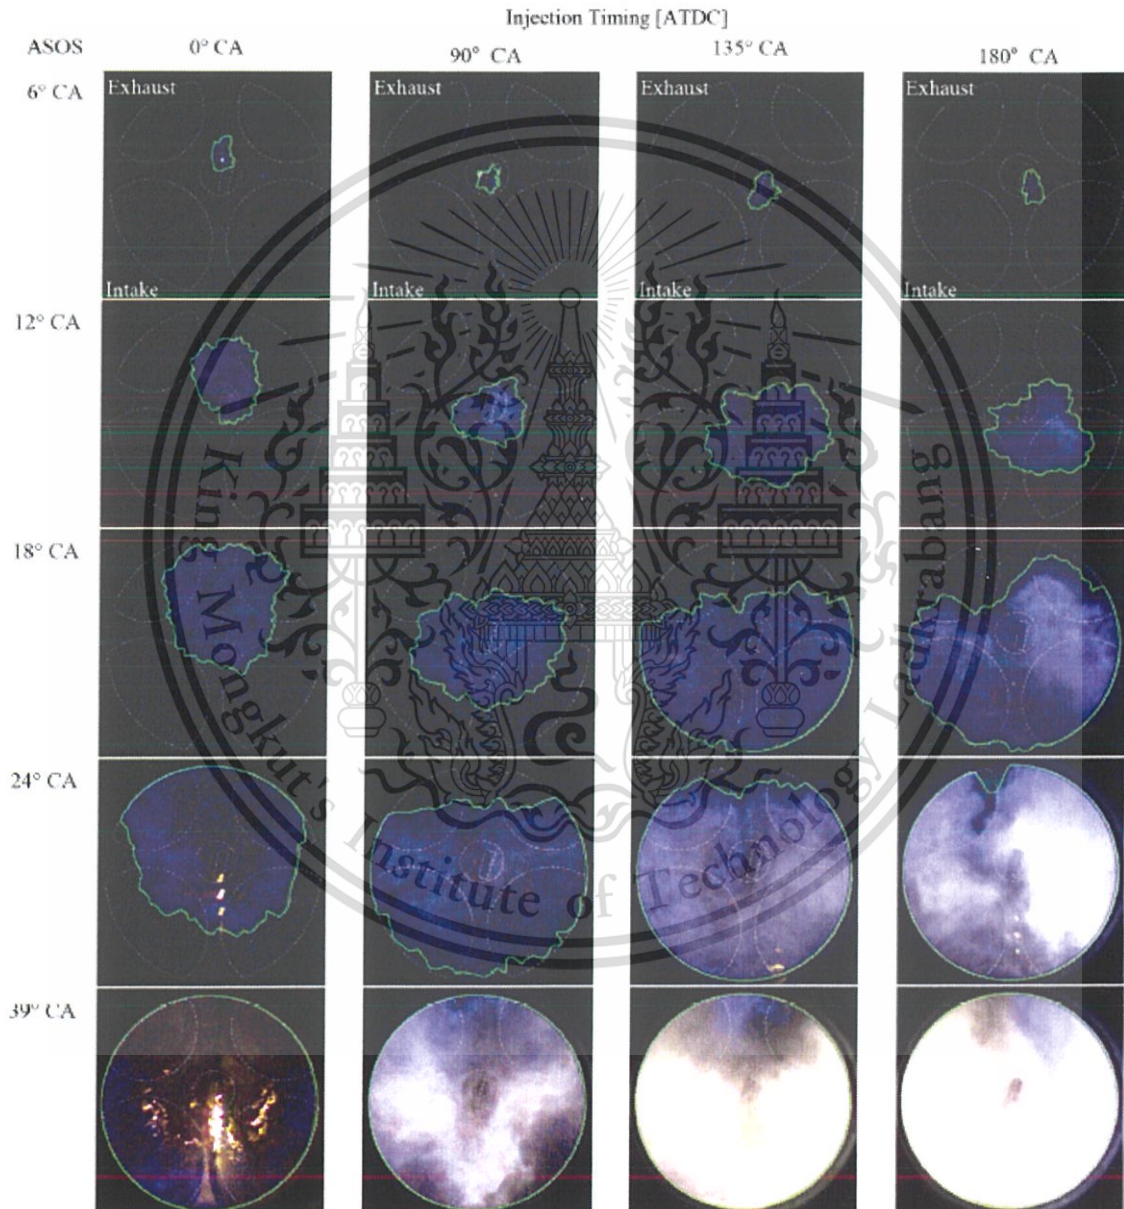 Injection Timing [ATDC]
ASOS 0° CA 90° CA 135° CA 180° CA
6° CA Exhaust Exhaust Exhaust Exhaust
Intake Intake Intake Intake
12° CA
18° CA
24° CA
39° CA
King Mongkut's Institute of Technology Ladkrabang